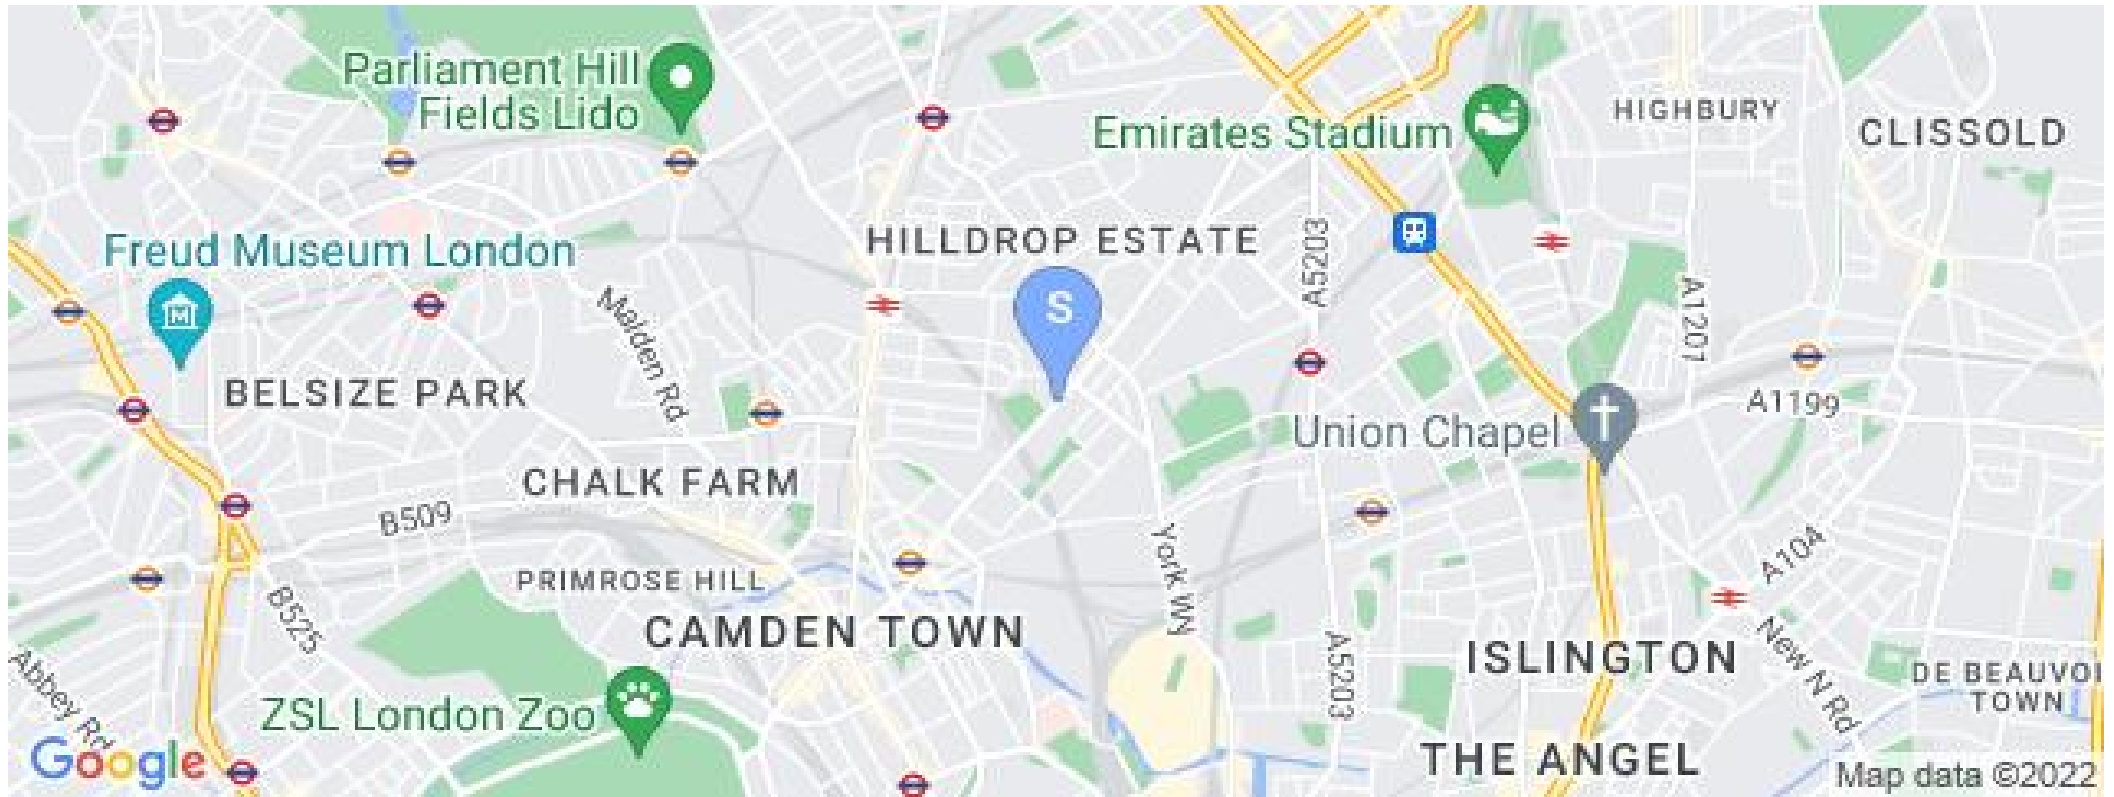 Parliament Hill
Fields Lido
Emirates Stadium
HIGHBURY
CLISSOLD
Freud Museum London
HILLDROP ESTATE
A5203
A1201
Maiden Rd
BELSIZE PARK
Union Chapel
A1199
CHALK FARM
B509
York Wy
A104
PRIMROSE HILL
B525
CAMDEN TOWN
ISLINGTON
A5203
New N Rd
DE BEAUVOI
TOWN
Abbey Rd
ZSL London Zoo
THE ANGEL
S
M
Google
Map data ©2022